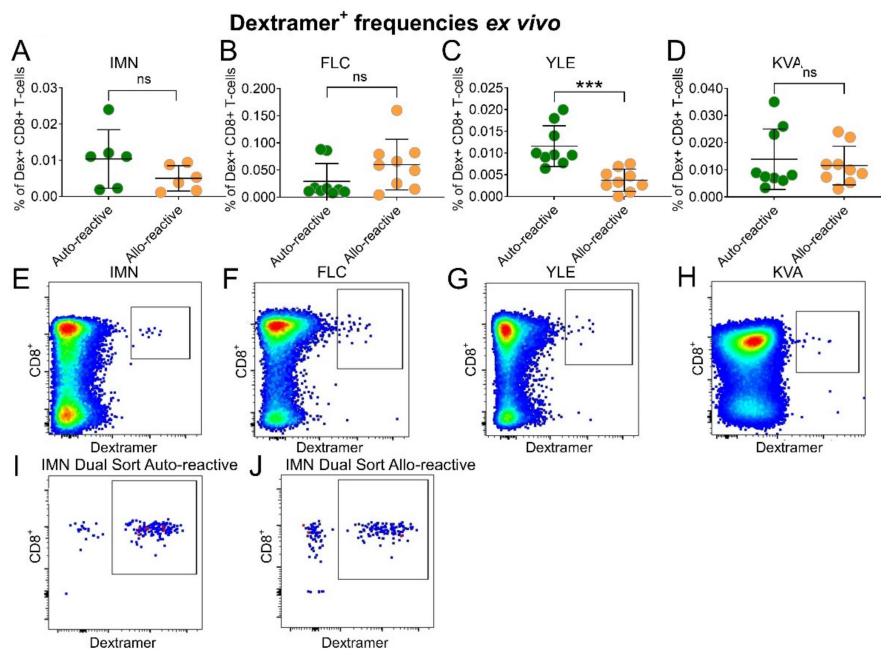 Dextramer+ frequencies ex vivo
A
IMN
% of Dex+ CD8+ T-cells
0.03
0.02
0.01
0.00
ns
Auto-reactive
Allo-reactive
B
FLC
% of Dex+ CD8+ T-cells
0.200
0.150
0.100
0.050
0.000
ns
Auto-reactive
Allo-reactive
C
YLE
% of Dex+ CD8+ T-cells
0.025
0.020
0.015
0.010
0.005
0.000
***
Auto-reactive
Allo-reactive
D
KVA
% of Dex+ CD8+ T-cells
0.040
0.030
0.020
0.010
0.000
ns
Auto-reactive
Allo-reactive
E
IMN
CD8+
Dextramer
F
FLC
CD8+
Dextramer
G
YLE
CD8+
Dextramer
H
KVA
CD8+
Dextramer
I
IMN Dual Sort Auto-reactive
CD8+
Dextramer
J
IMN Dual Sort Allo-reactive
CD8+
Dextramer